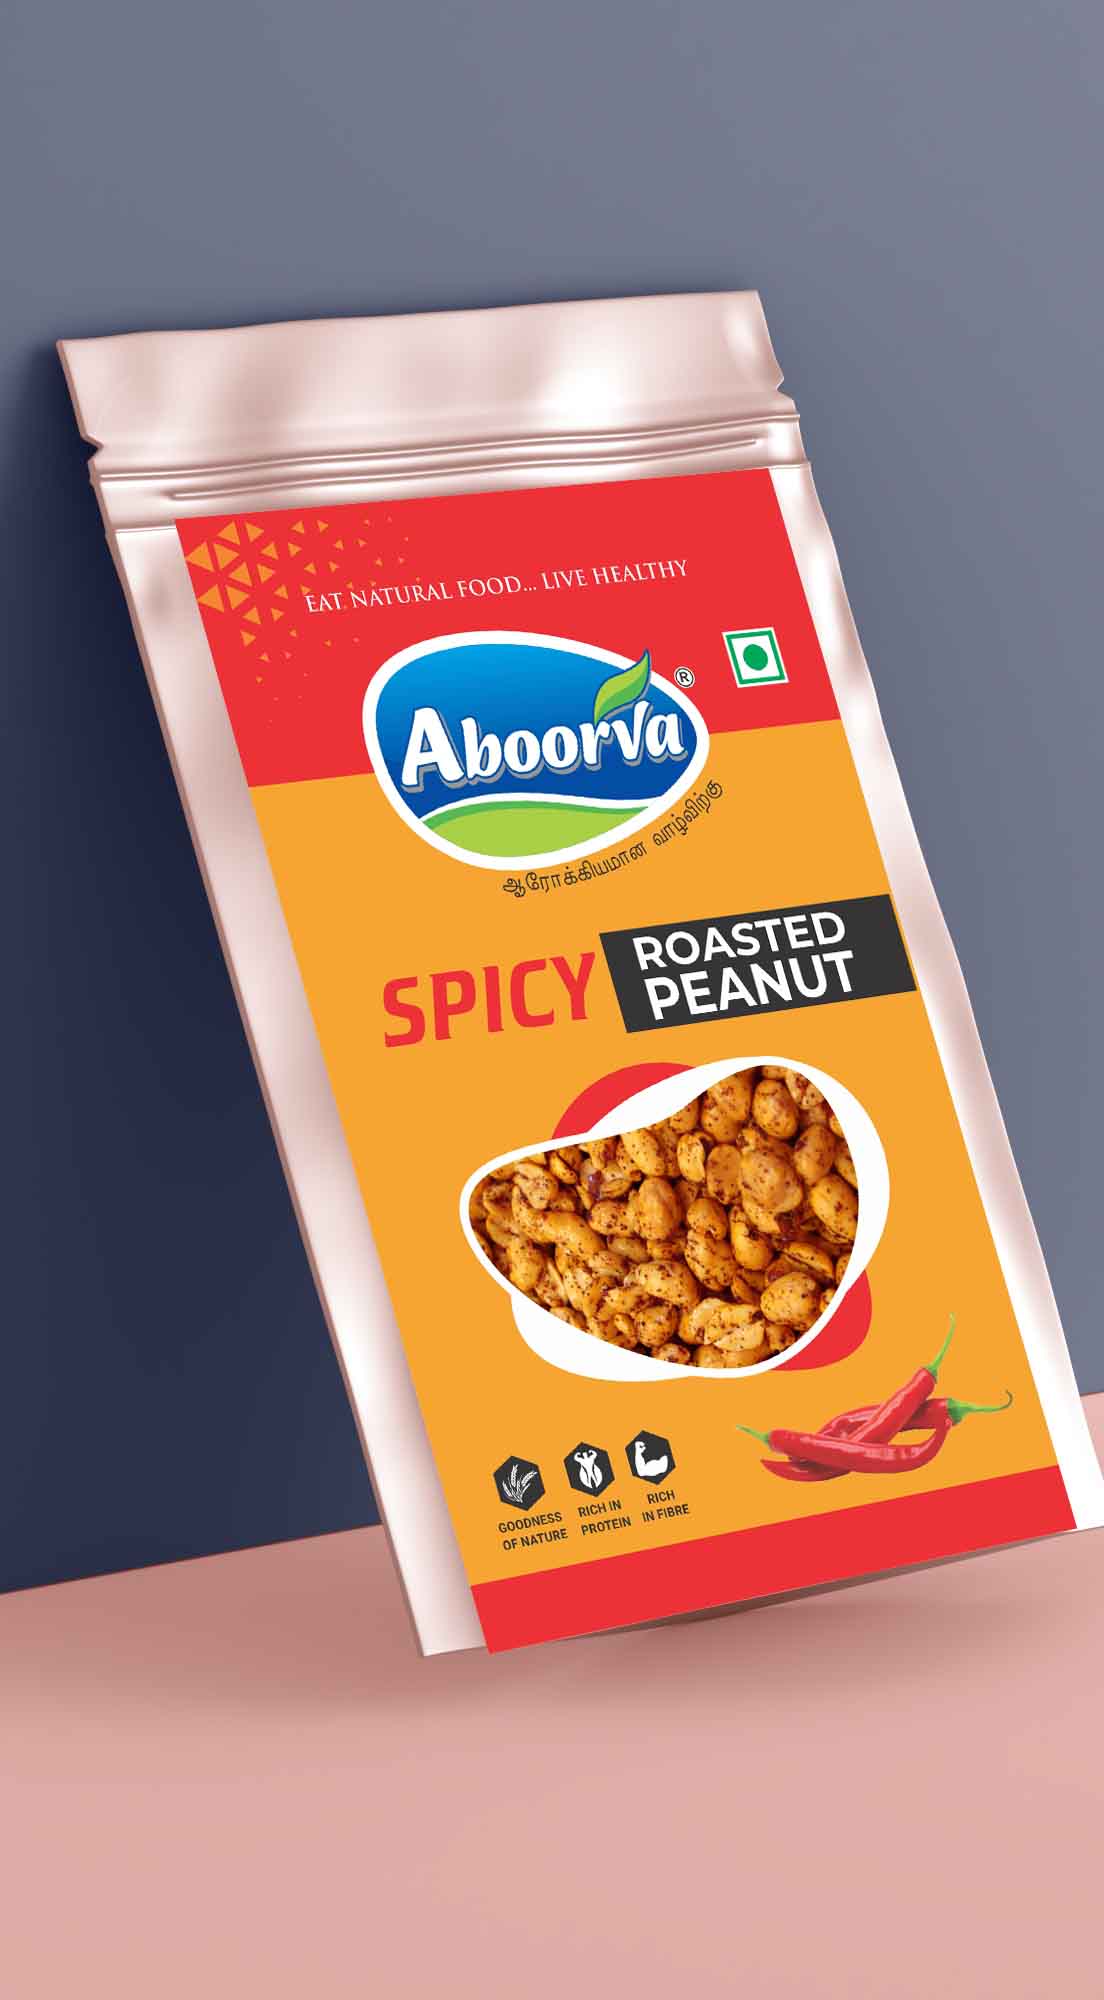 EAT NATURAL FOOD... LIVE HEALTHY
Aboorva ®
ஆரோக்கியமான வாழ்விற்கு
SPICY
ROASTED
PEANUT
GOODNESS
OF NATURE
RICH IN
PROTEIN
RICH
IN FIBRE